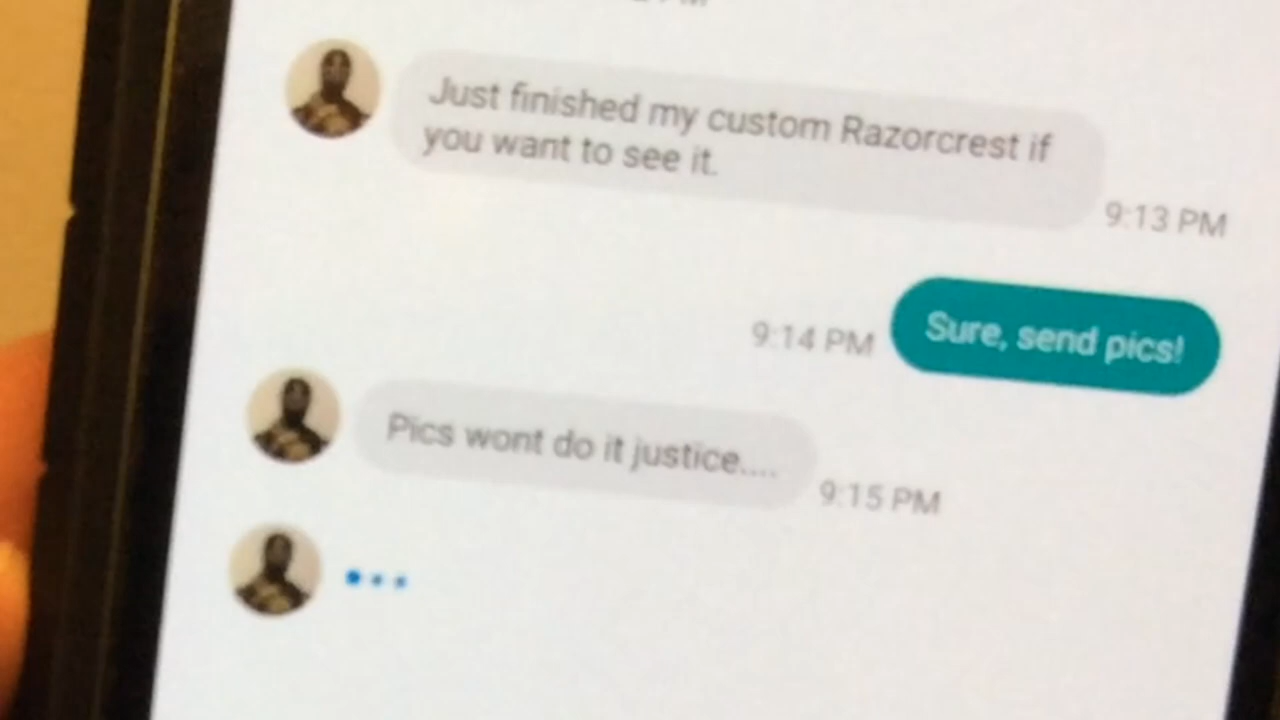 Just finished my custom Razorcrest if
you want to see it.
9:13 PM
9:14 PM
Sure, send pics!
Pics wont do it justice....
9:15 PM